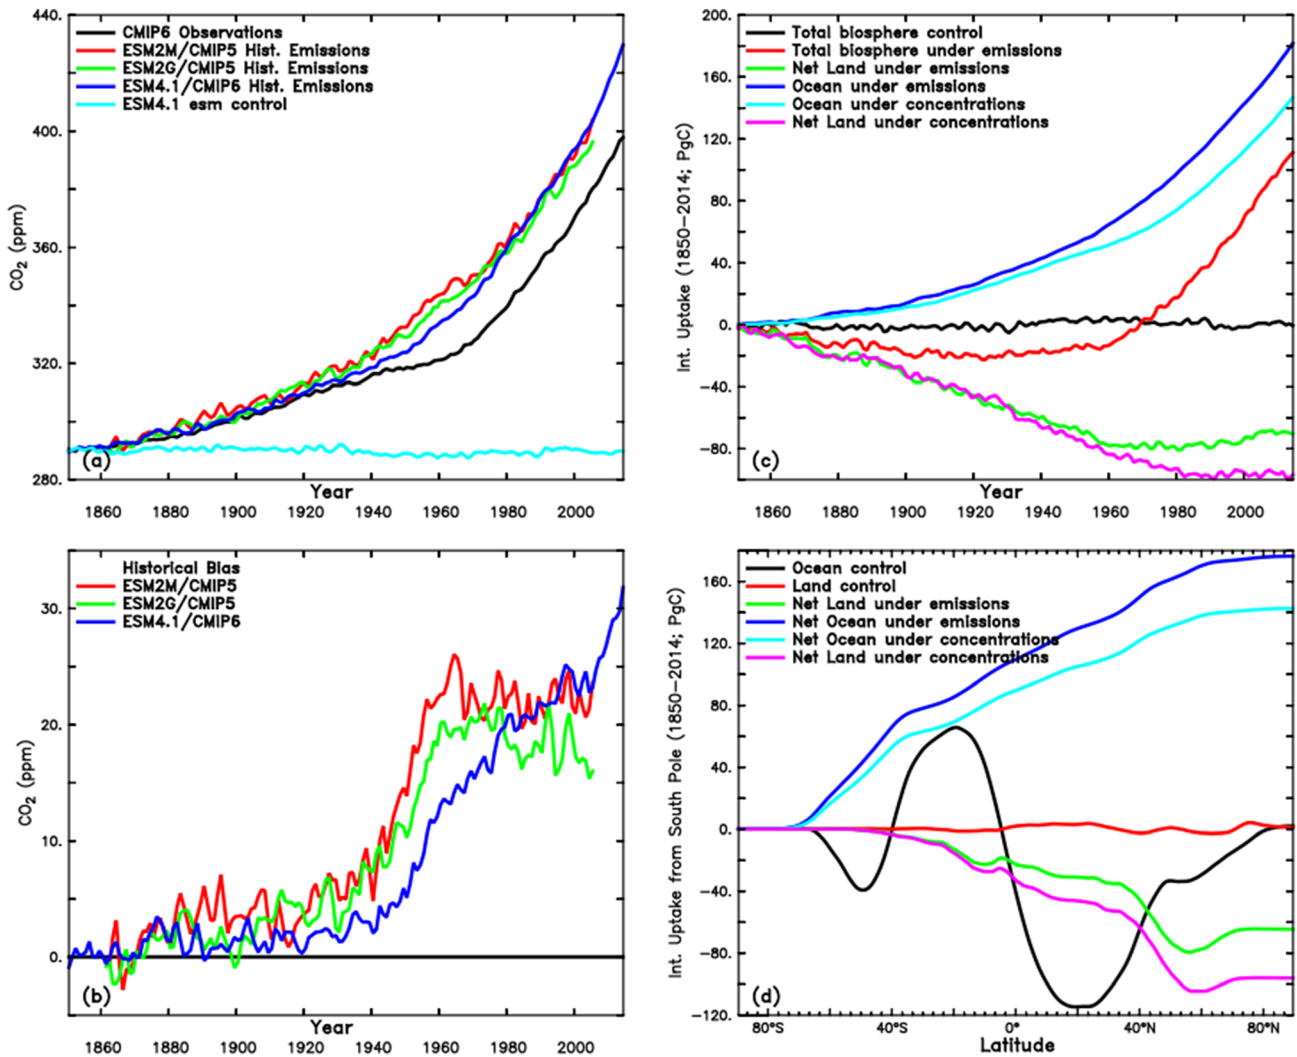 440.
400.
360.
320.
280.
CO2 (ppm)
CMIP6 Observations
ESM2M/CMIP5 Hist. Emissions
ESM2G/CMIP5 Hist. Emissions
ESM4.1/CMIP6 Hist. Emissions
ESM4.1 esm control
(a)
Year
1860 1880 1900 1920 1940 1960 1980 2000
200.
160.
120.
80.
40.
0.
-40.
-80.
Int. Uptake (1850-2014; PgC)
Total biosphere control
Total biosphere under emissions
Net Land under emissions
Ocean under emissions
Ocean under concentrations
Net Land under concentrations
(c)
Year
1860 1880 1900 1920 1940 1960 1980 2000
30.
20.
10.
0.
CO2 (ppm)
Historical Bias
ESM2M/CMIP5
ESM2G/CMIP5
ESM4.1/CMIP6
(b)
Year
1860 1880 1900 1920 1940 1960 1980 2000
160.
120.
80.
40.
0.
-40.
-80.
-120.
Int. Uptake from South Pole (1850-2014; PgC)
Ocean control
Land control
Net Land under emissions
Net Ocean under emissions
Net Ocean under concentrations
Net Land under concentrations
(d)
80°S 40°S 0° 40°N 80°N
Latitude